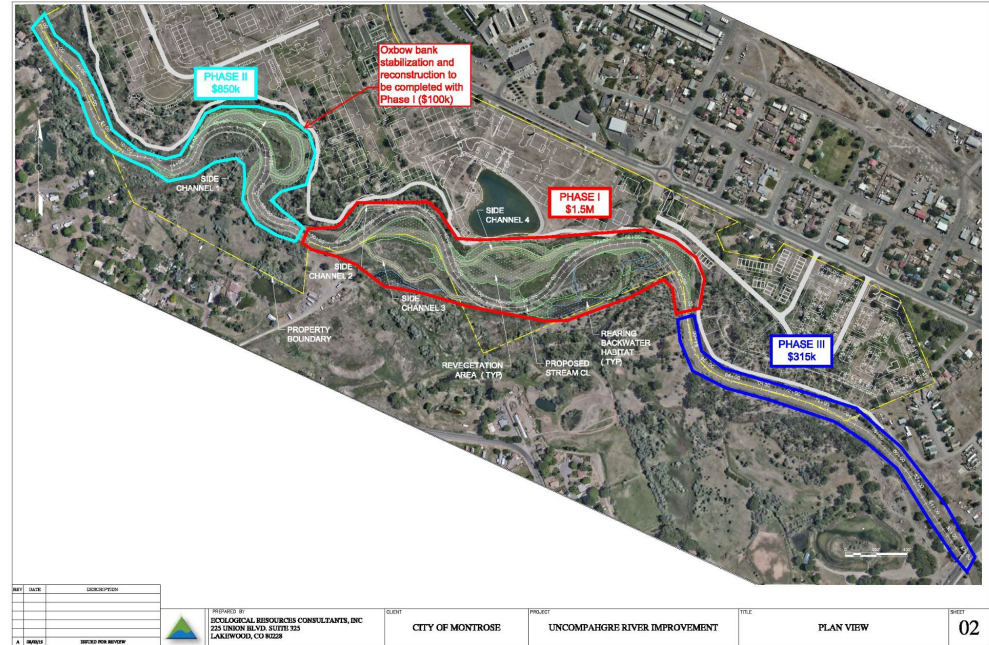 PHASE II
$850k
Oxbow bank
stabilization and
reconstruction to
be completed with
Phase I ($100k)
SIDE
CHANNEL 1
PHASE I
$1.5M
SIDE
CHANNEL 4
SIDE
CHANNEL 2
SIDE
CHANNEL 3
PROPERTY
BOUNDARY
REVEGETATION
AREA (TYP)
PROPOSED
STREAM CL
REARING
BACKWATER
HABITAT
(TYP)
PHASE III
$315k
REV DATE DESCRIPTION
A ISSUED FOR REVIEW
PREPARED BY
ECOLOGICAL RESOURCES CONSULTANTS, INC
225 UNION BLVD. SUITE 325
LAKEWOOD, CO 80228
CLIENT
CITY OF MONTROSE
PROJECT
UNCOMPAHGRE RIVER IMPROVEMENT
TITLE
PLAN VIEW
SHEET
02